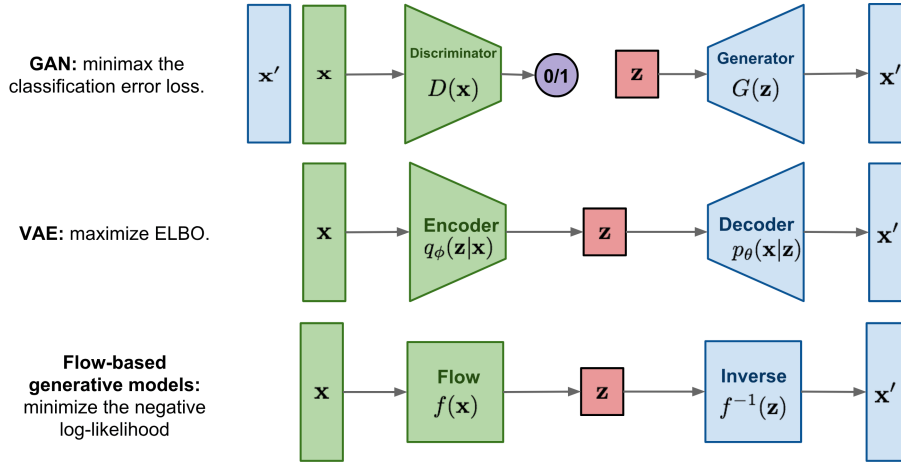 GAN: minimax the
classification error loss.
x′
x
Discriminator
D(x)
0/1
z
Generator
G(z)
x′
VAE: maximize ELBO.
x
Encoder
qϕ(z|x)
z
Decoder
pθ(x|z)
x′
Flow-based
generative models:
minimize the negative
log-likelihood
x
Flow
f(x)
z
Inverse
f⁻¹(z)
x′